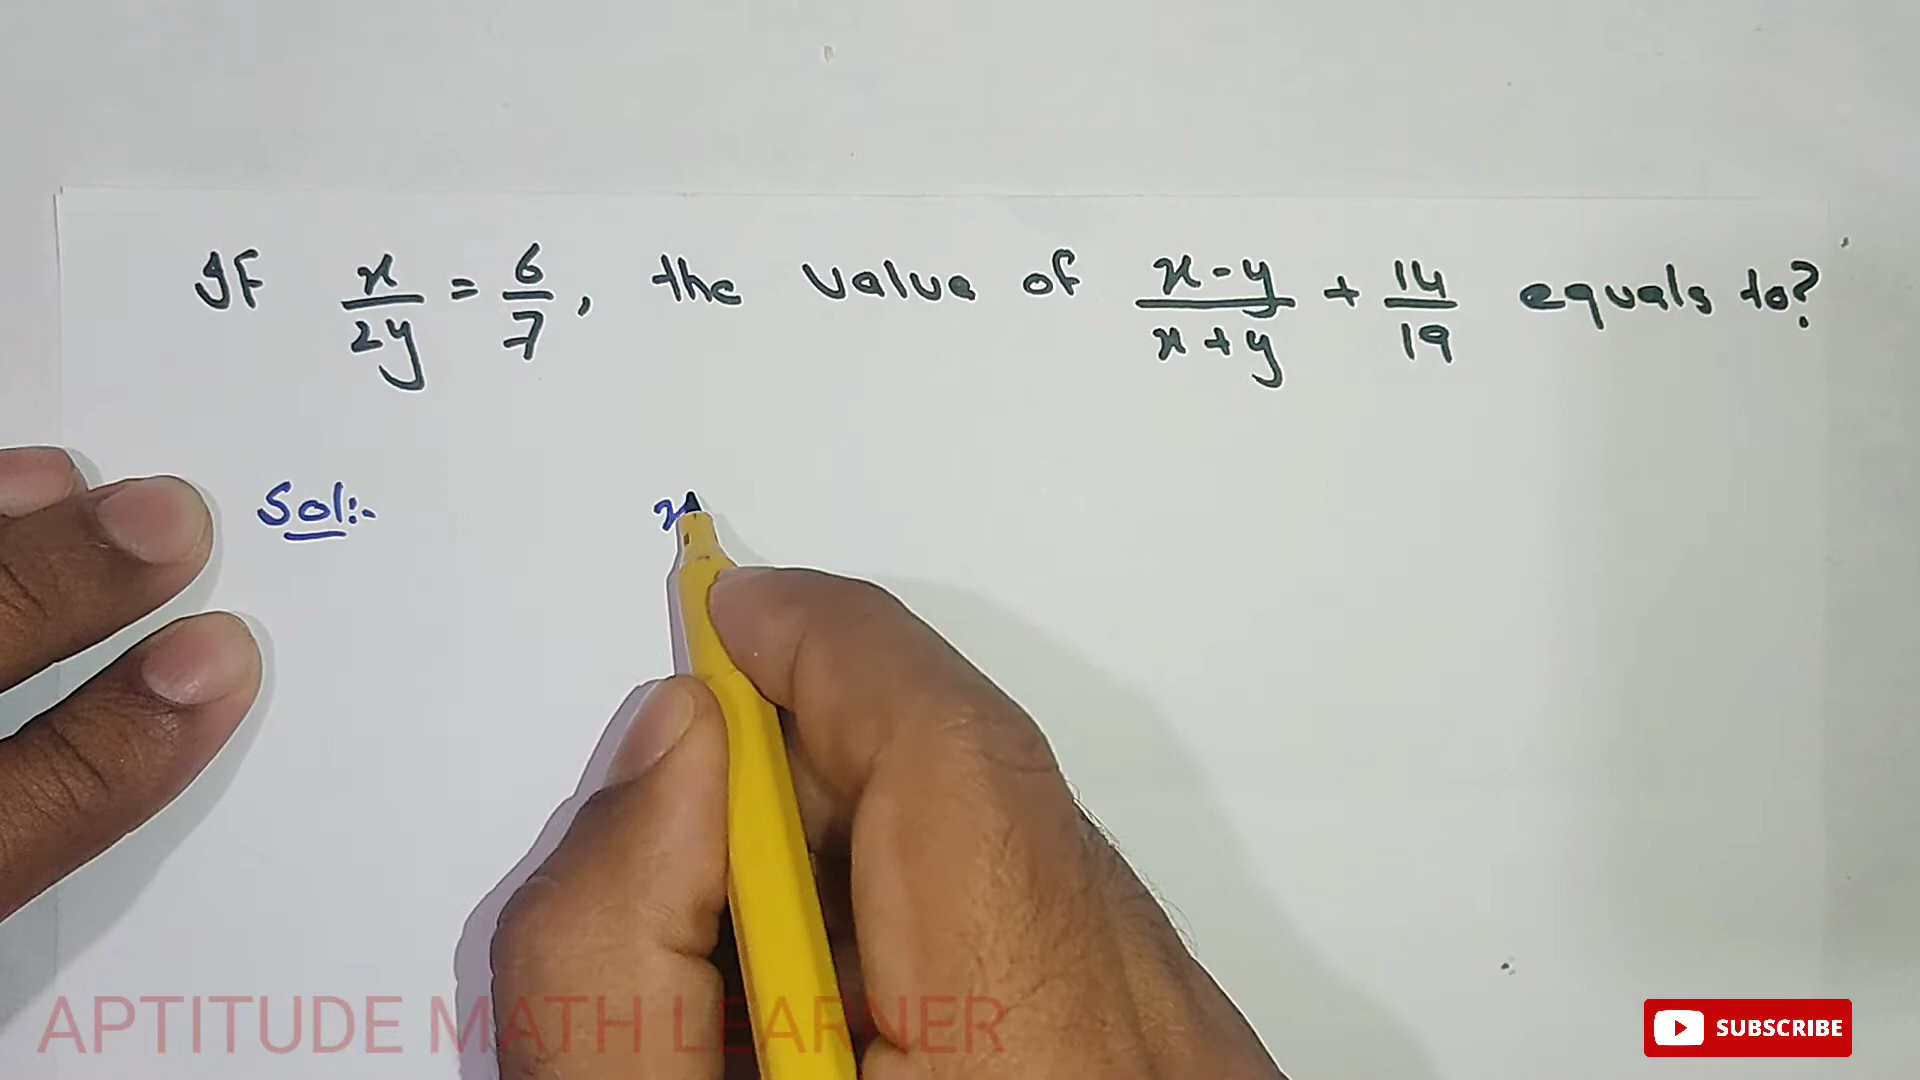 If x/2y = 6/7, the value of x-y/x+y + 14/19 equals to?
Sol:-
x
APTITUDE MATH LEARNER
SUBSCRIBE